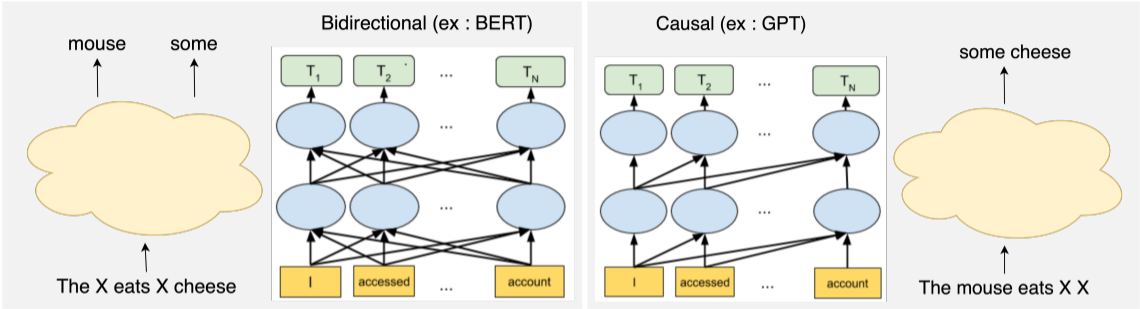 Bidirectional (ex : BERT)
mouse some
The X eats X cheese
T1 T2 ... TN
...
...
I accessed ... account
Causal (ex : GPT)
T1 T2 ... TN
...
...
I accessed ... account
some cheese
The mouse eats X X